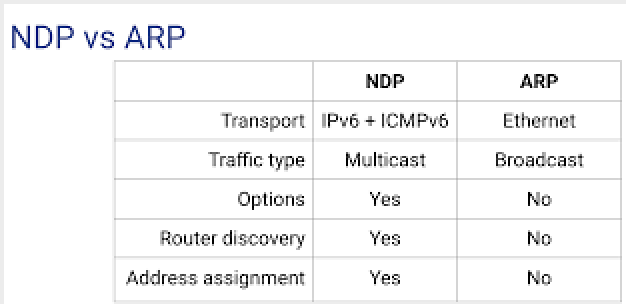 NDP vs ARP
NDP ARP
Transport IPv6 + ICMPv6 Ethernet
Traffic type Multicast Broadcast
Options Yes No
Router discovery Yes No
Address assignment Yes No